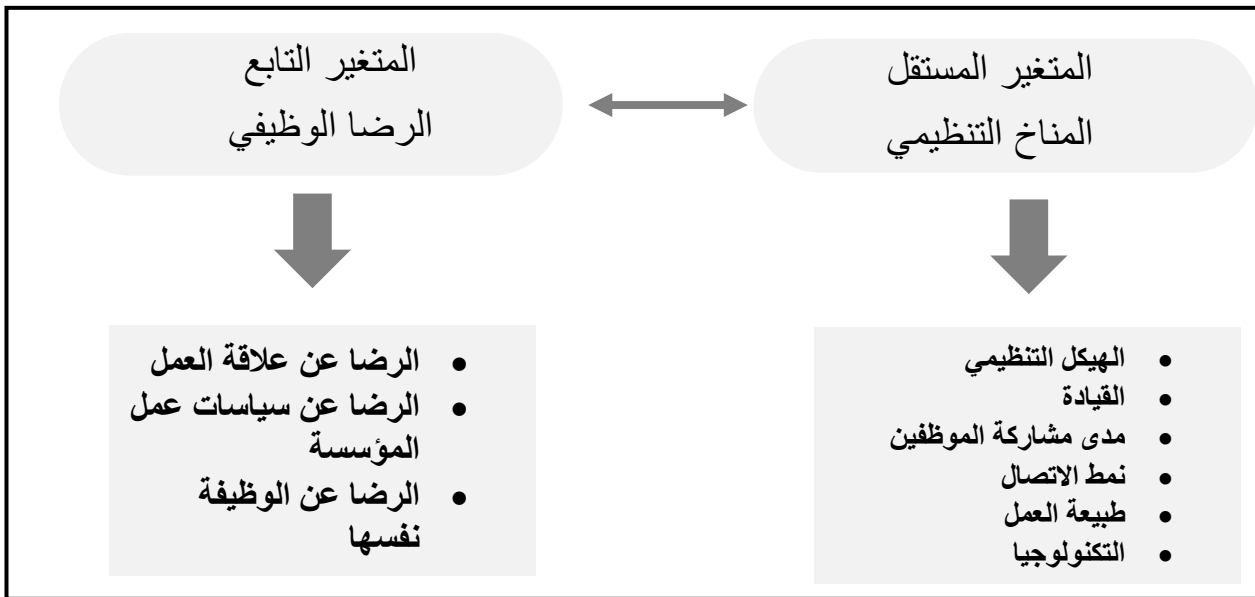 المتغير المستقل
المناخ التنظيمي
المتغير التابع
الرضا الوظيفي
• الهيكل التنظيمي
• القيادة
• مدى مشاركة الموظفين
• نمط الاتصال
• طبيعة العمل
• التكنولوجيا
• الرضا عن علاقة العمل
• الرضا عن سياسات عمل
المؤسسة
• الرضا عن الوظيفة
نفسها